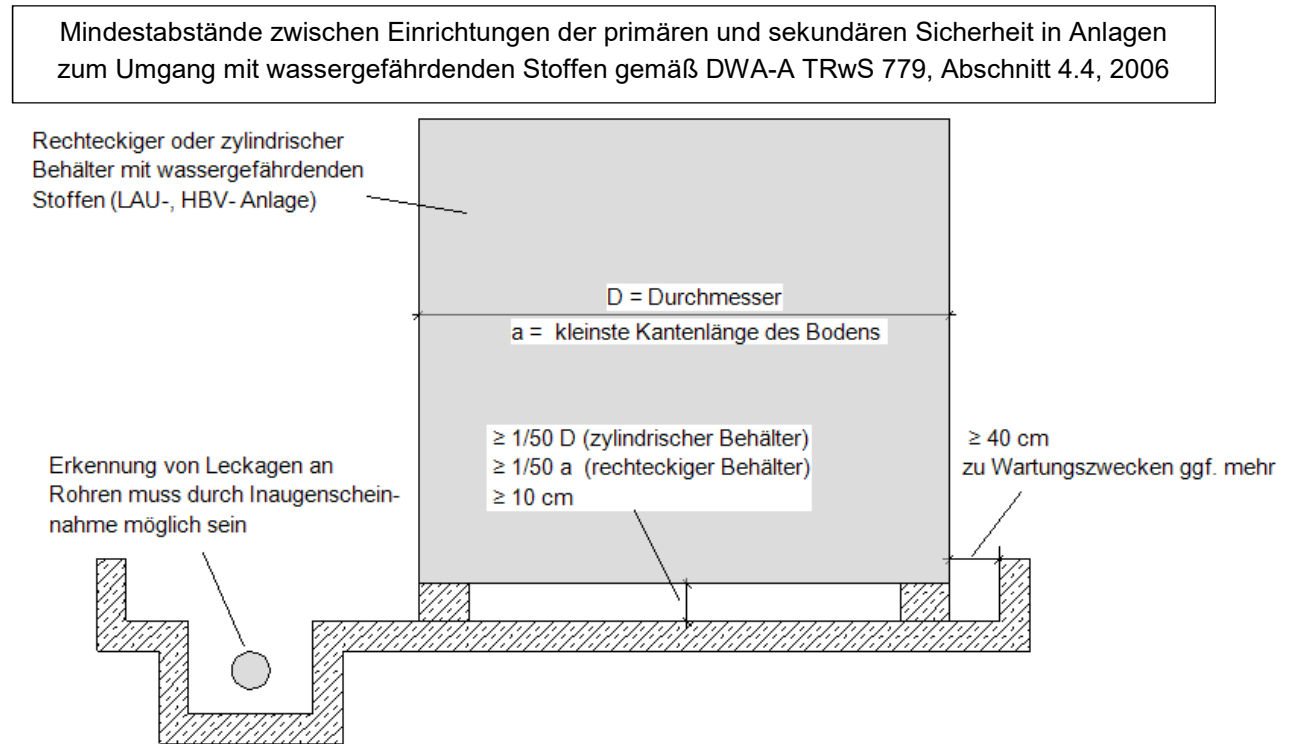 Mindestabstände zwischen Einrichtungen der primären und sekundären Sicherheit in Anlagen
zum Umgang mit wassergefährdenden Stoffen gemäß DWA-A TRwS 779, Abschnitt 4.4, 2006
Rechteckiger oder zylindrischer
Behälter mit wassergefährdenden
Stoffen (LAU-, HBV- Anlage)
D = Durchmesser
a = kleinste Kantenlänge des Bodens
≥ 1/50 D (zylindrischer Behälter)
≥ 1/50 a (rechteckiger Behälter)
≥ 10 cm
≥ 40 cm
zu Wartungszwecken ggf. mehr
Erkennung von Leckagen an
Rohren muss durch Inaugenschein-
nahme möglich sein